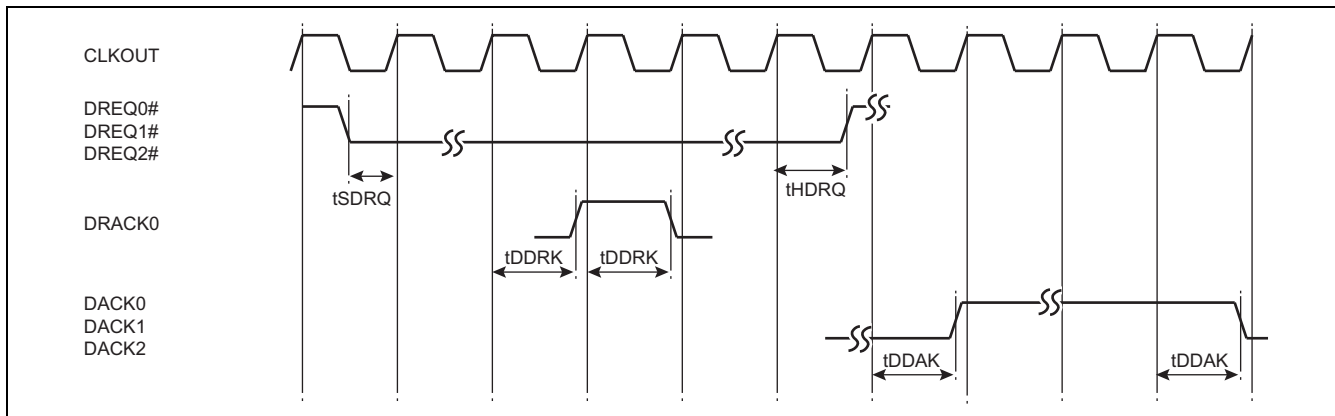 CLKOUT
DREQ0#
DREQ1#
DREQ2#
tSDRQ
tHDRQ
DRACK0
tDDRK
tDDRK
DACK0
DACK1
DACK2
tDDAK
tDDAK